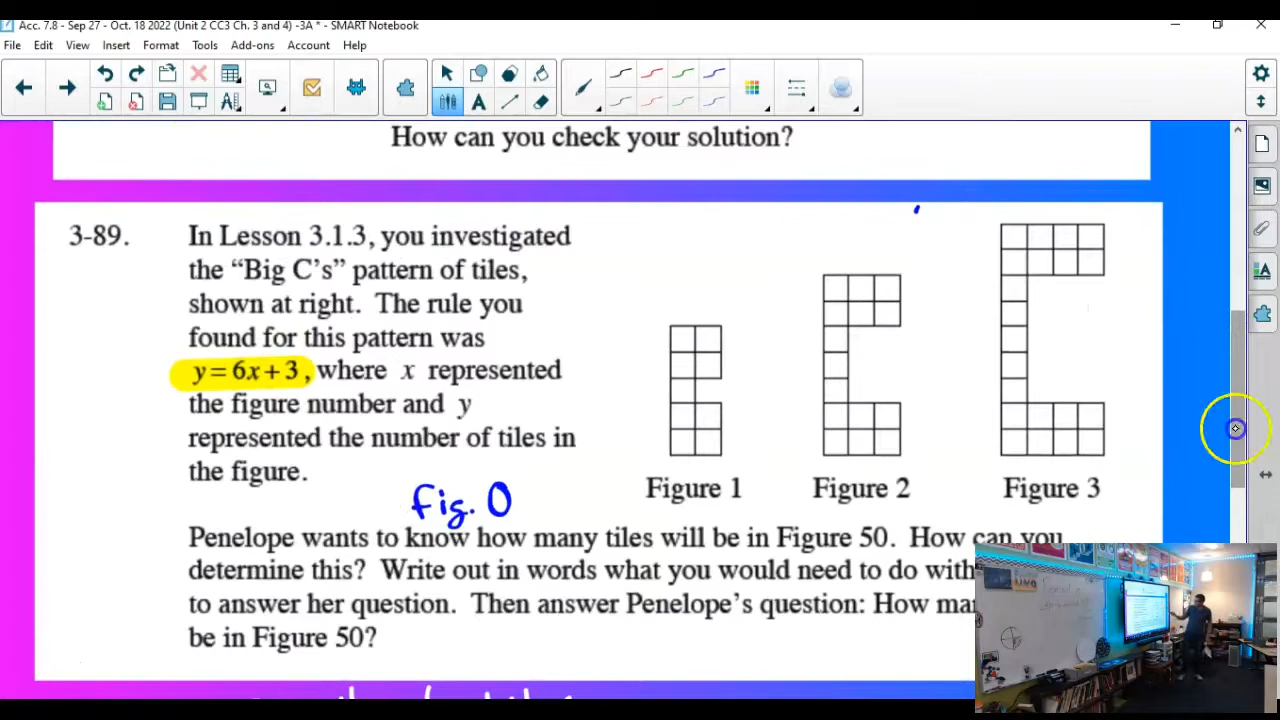 Acc. 7.8 - Sep 27 - Oct. 18 2022 (Unit 2 CC3 Ch. 3 and 4) -3A * - SMART Notebook
File Edit View Insert Format Tools Add-ons Account Help
How can you check your solution?
3-89. In Lesson 3.1.3, you investigated
the “Big C’s” pattern of tiles,
shown at right. The rule you
found for this pattern was
y = 6x + 3, where x represented
the figure number and y
represented the number of tiles in
the figure.
Figure 1 Figure 2 Figure 3
fig. 0
Penelope wants to know how many tiles will be in Figure 50. How can you
determine this? Write out in words what you would need to do with
to answer her question. Then answer Penelope’s question: How
be in Figure 50?